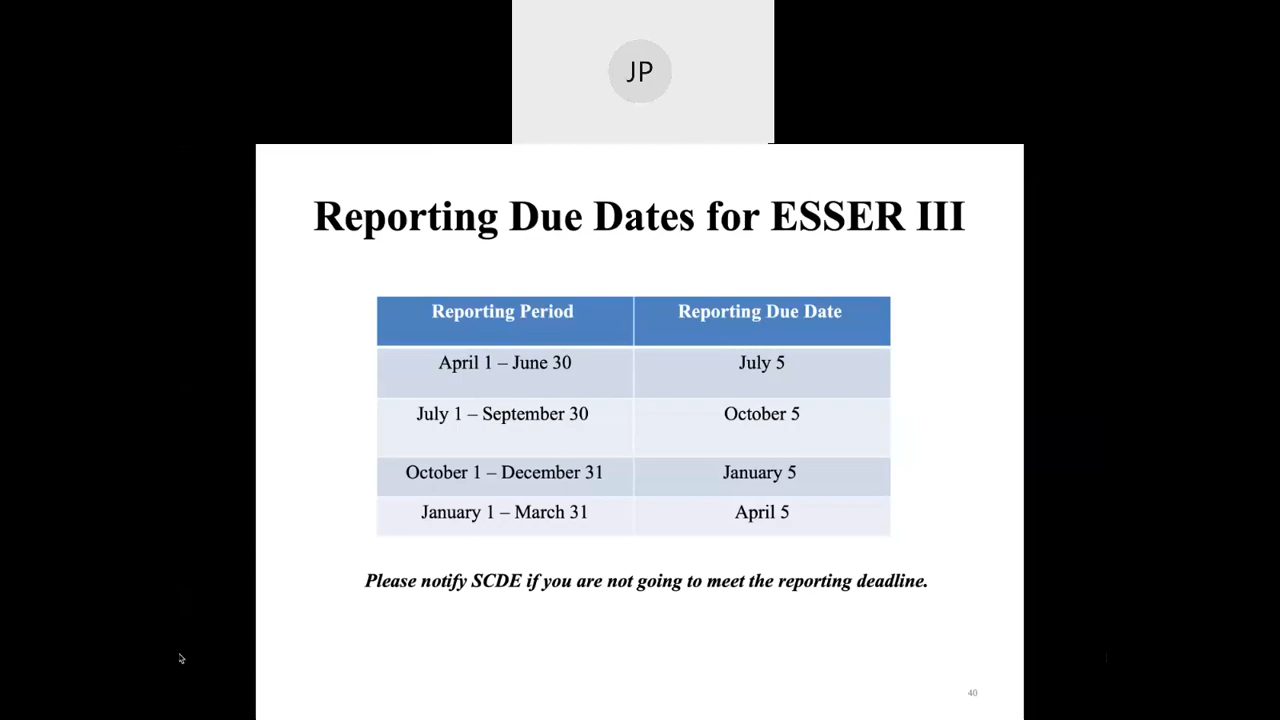 JP
Reporting Due Dates for ESSER III
Reporting Period Reporting Due Date
April 1 – June 30 July 5
July 1 – September 30 October 5
October 1 – December 31 January 5
January 1 – March 31 April 5
Please notify SCDE if you are not going to meet the reporting deadline.
40